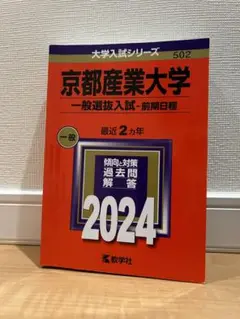 大学入試シリーズ
502
京都産業大学
一般選抜入試-前期日程
一般
最近2カ年
傾向と対策
過去問
解答
2024
教学社